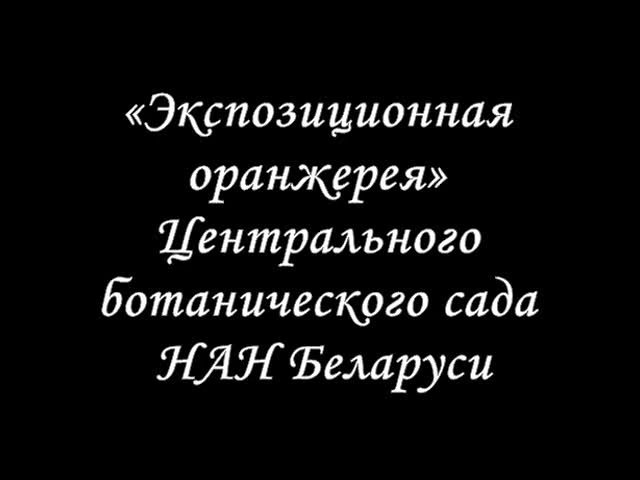 «Экспозиционная
оранжерея»
Центрального
ботанического сада
НАН Беларуси